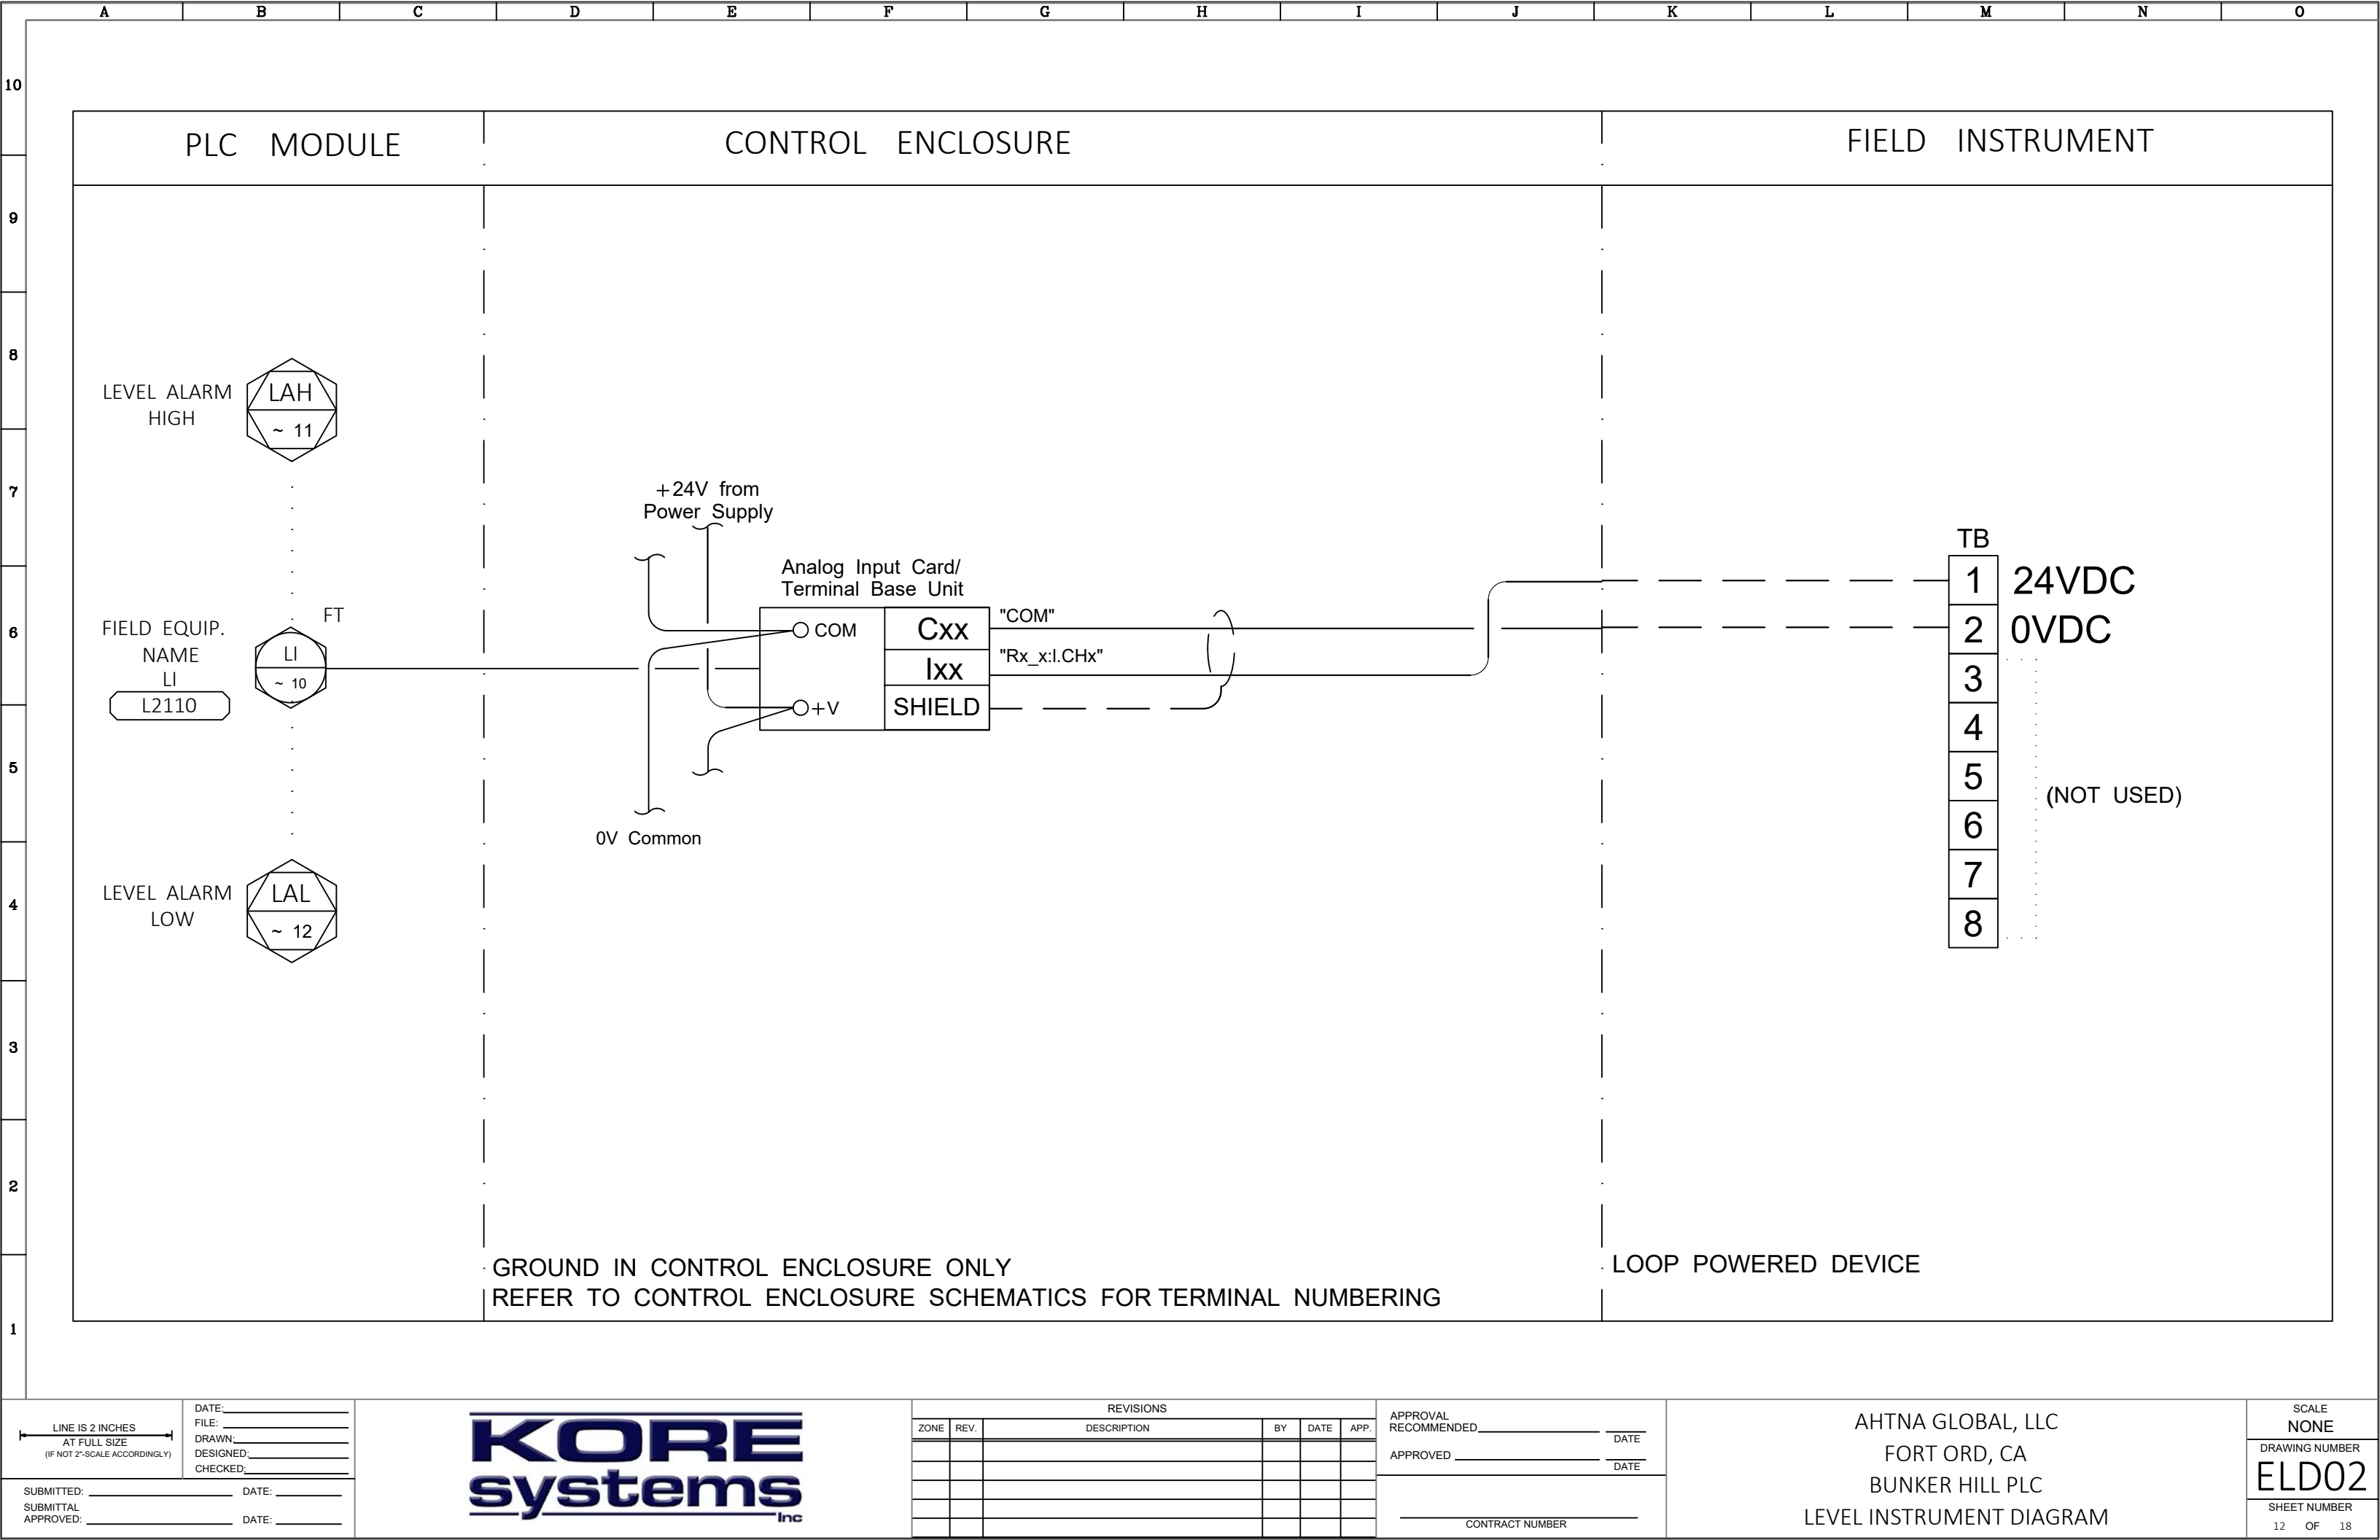 A B C D E F G H I J K L M N O
10
9
8
7
6
5
4
3
2
1
PLC MODULE
CONTROL ENCLOSURE
FIELD INSTRUMENT
LEVEL ALARM
HIGH
LAH
~ 11
FIELD EQUIP.
NAME
LI
L2110
FT
LI
~ 10
LEVEL ALARM
LOW
LAL
~ 12
+24V from
Power Supply
Analog Input Card/
Terminal Base Unit
COM
+V
Cxx
Ixx
SHIELD
"COM"
"Rx_x:I.CHx"
0V Common
TB
1 24VDC
2 0VDC
3
4
5
6
7
8
(NOT USED)
GROUND IN CONTROL ENCLOSURE ONLY
REFER TO CONTROL ENCLOSURE SCHEMATICS FOR TERMINAL NUMBERING
LOOP POWERED DEVICE
LINE IS 2 INCHES
AT FULL SIZE
(IF NOT 2"-SCALE ACCORDINGLY)
DATE:
FILE:
DRAWN:
DESIGNED:
CHECKED:
SUBMITTED: DATE:
SUBMITTAL
APPROVED: DATE:
KORE
systems
Inc
REVISIONS
ZONE REV. DESCRIPTION BY DATE APP.
APPROVAL
RECOMMENDED
DATE
APPROVED
DATE
CONTRACT NUMBER
AHTNA GLOBAL, LLC
FORT ORD, CA
BUNKER HILL PLC
LEVEL INSTRUMENT DIAGRAM
SCALE
NONE
DRAWING NUMBER
ELD02
SHEET NUMBER
12 OF 18